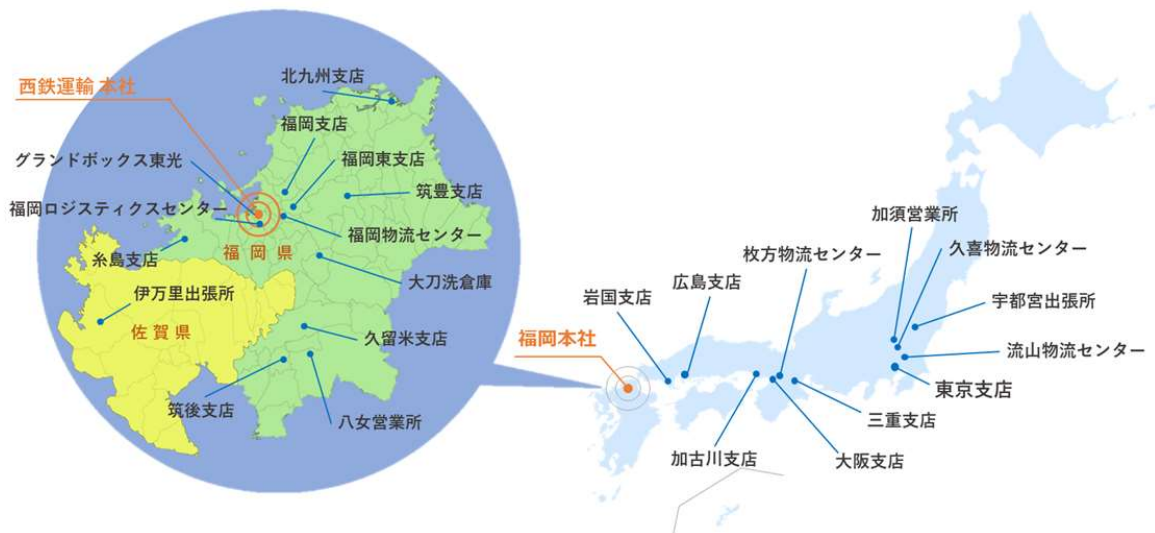 北九州支店
西鉄運輸 本社
福岡支店
グランドボックス東光
福岡東支店
筑豊支店
福岡ロジスティクスセンター
福岡物流センター
福岡県
糸島支店
大刀洗倉庫
伊万里出張所
佐賀県
久留米支店
筑後支店
八女営業所
加須営業所
久喜物流センター
枚方物流センター
広島支店
岩国支店
宇都宮出張所
福岡本社
流山物流センター
東京支店
三重支店
加古川支店
大阪支店